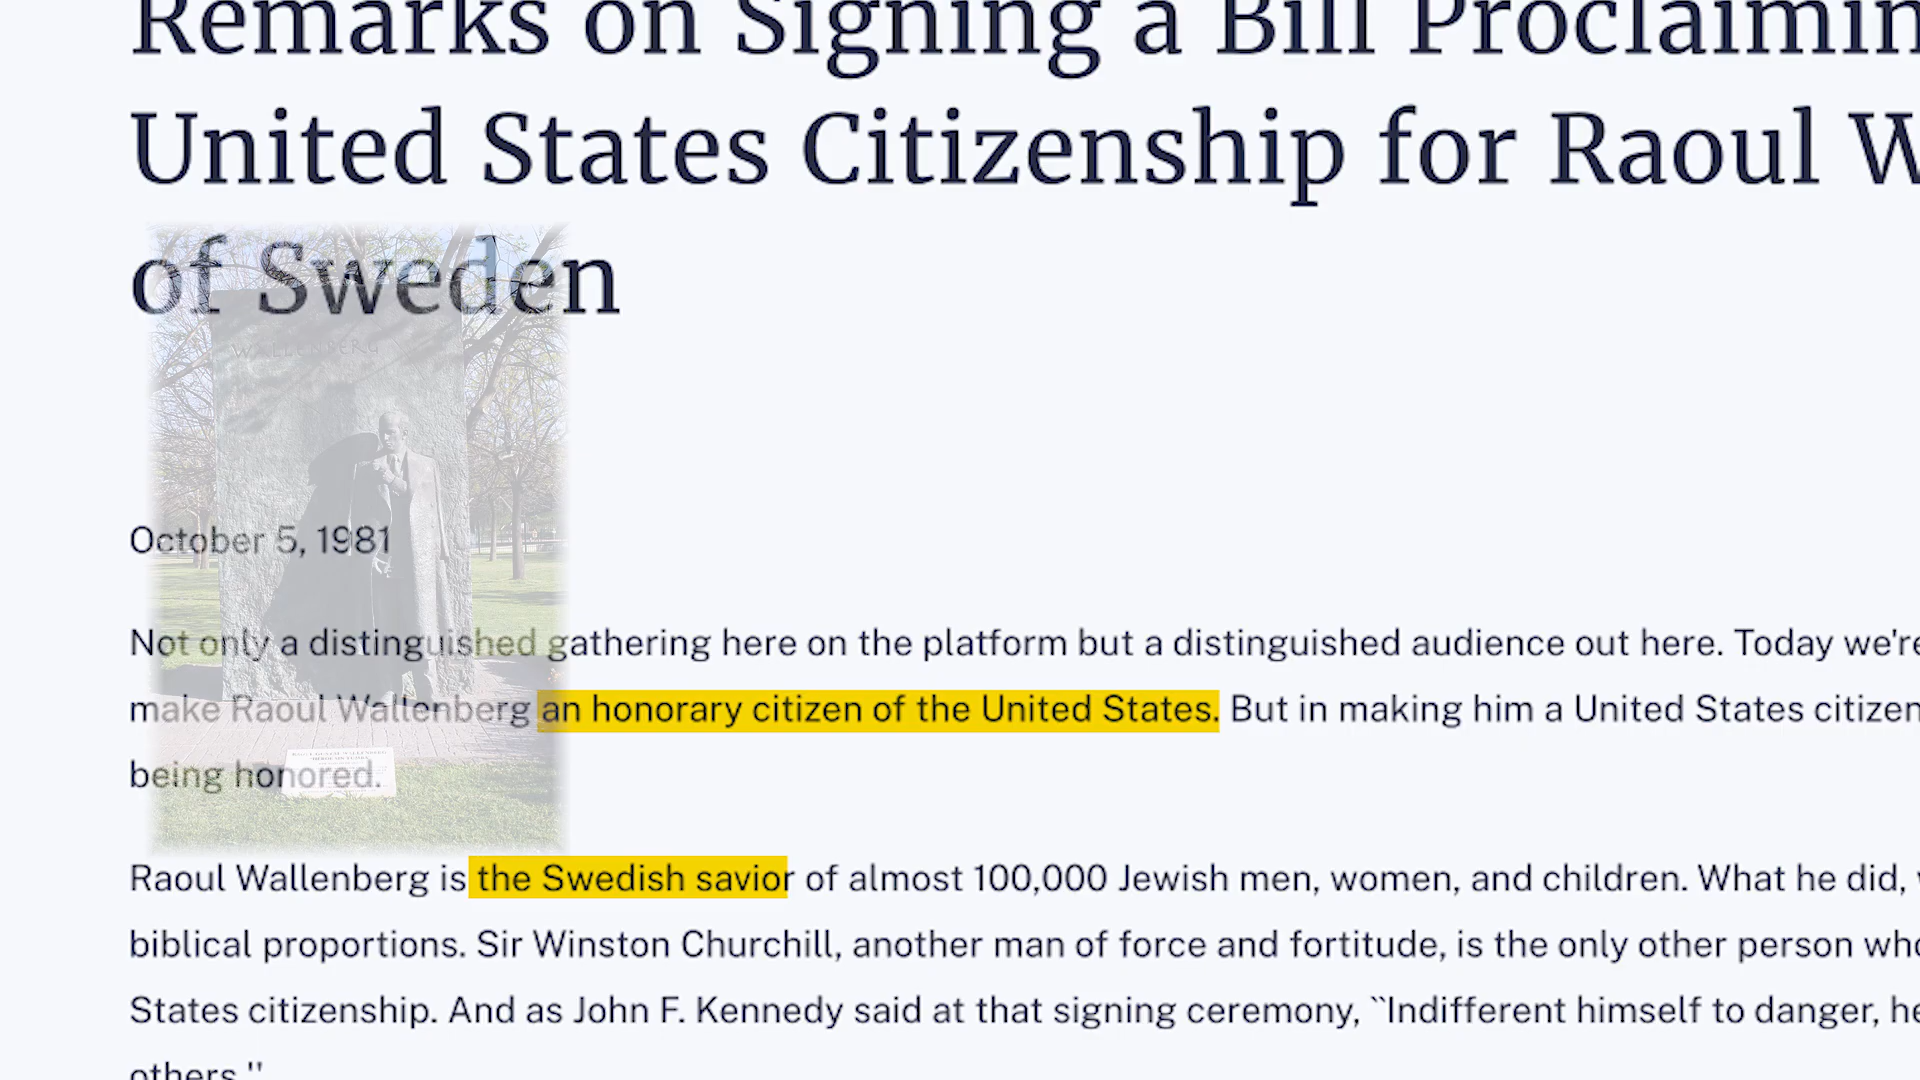 Remarks on Signing a Bill Proclaimin
United States Citizenship for Raoul W
of Sweden
WALLENBERG
October 5, 1981
Not only a distinguished gathering here on the platform but a distinguished audience out here. Today we're
make Raoul Wallenberg an honorary citizen of the United States. But in making him a United States citizen
being honored.
Raoul Wallenberg is the Swedish savior of almost 100,000 Jewish men, women, and children. What he did,
biblical proportions. Sir Winston Churchill, another man of force and fortitude, is the only other person who
States citizenship. And as John F. Kennedy said at that signing ceremony, ``Indifferent himself to danger, he
others.''